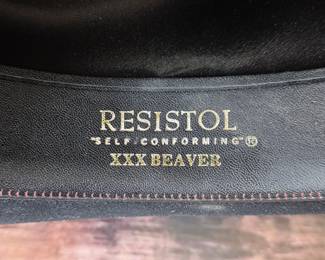 RESISTOL
"SELF-CONFORMING"®
XXX BEAVER